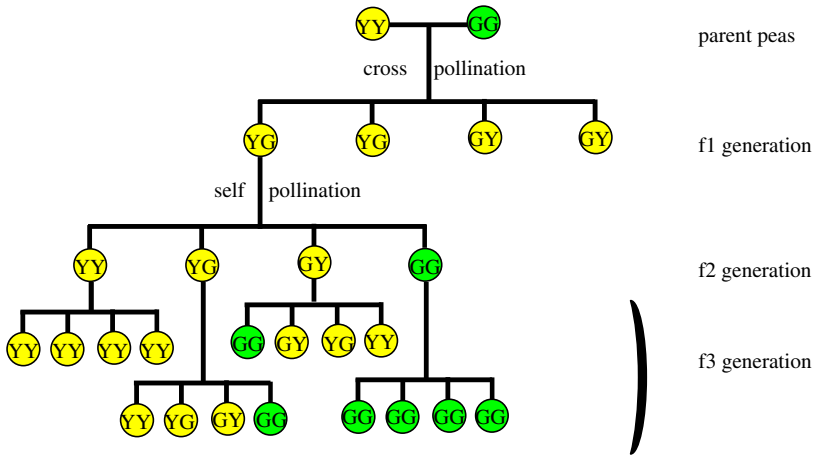 YY GG parent peas
cross pollination
YG YG GY GY f1 generation
self pollination
YY YG GY GG f2 generation
YY YY YY YY GG GY YG YY f3 generation
YY YG GY GG GG GG GG GG